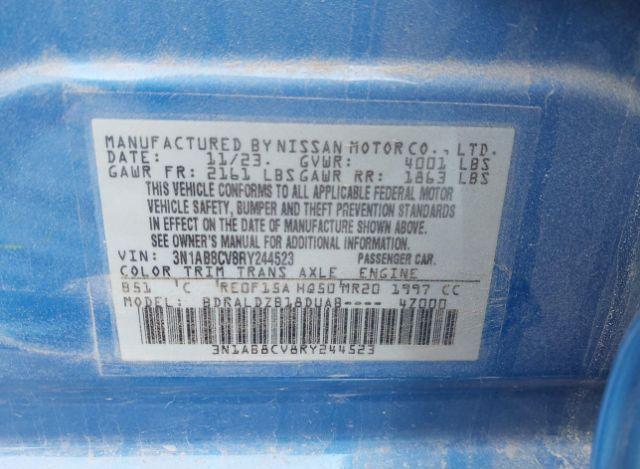 MANUFACTURED BY NISSAN MOTOR CO., LTD.
DATE: 11/23. GVWR: 4001 LBS
GAWR FR: 2161 LBS GAWR RR: 1863 LBS
THIS VEHICLE CONFORMS TO ALL APPLICABLE FEDERAL MOTOR
VEHICLE SAFETY, BUMPER AND THEFT PREVENTION STANDARDS
IN EFFECT ON THE DATE OF MANUFACTURE SHOWN ABOVE.
SEE OWNER'S MANUAL FOR ADDITIONAL INFORMATION.
VIN: 3N1AB8CV8RY244523 PASSENGER CAR.
COLOR TRIM TRANS AXLE ENGINE
B51 'C RE0F15A HQ50 MR20 1997 CC
MODEL: BDRALDZB18DUAB---- 4Z000
3N1AB8CV8RY244523